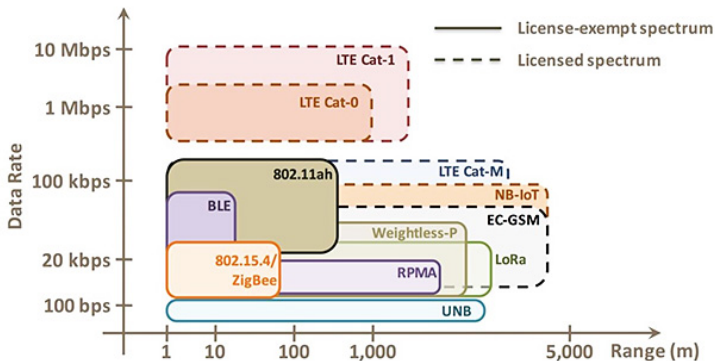 License-exempt spectrum
Licensed spectrum
10 Mbps
LTE Cat-1
LTE Cat-0
1 Mbps
802.11ah
LTE Cat-M
100 kbps
NB-IoT
BLE
EC-GSM
Weightless-P
Data Rate
20 kbps
802.15.4/
ZigBee
RPMA
LoRa
100 bps
UNB
1
10
100
1,000
5,000
Range (m)